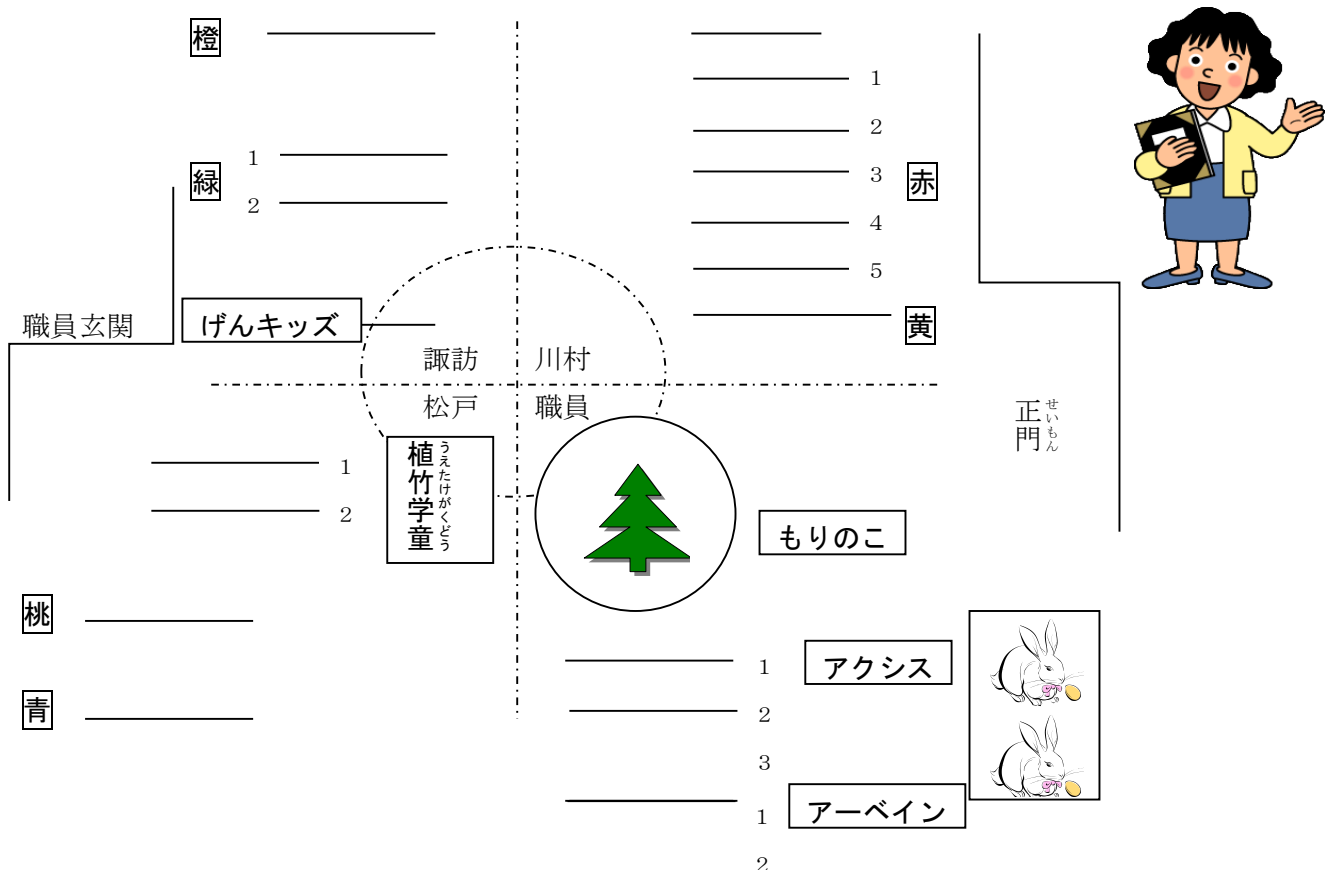 橙
1
2
緑
1
3
赤
2
4
5
げんキッズ
黄
職員玄関
諏訪
川村
松戸
職員
正門
せいもん
植竹学童
うえたけがくどう
1
2
もりのこ
桃
1
アクシス
青
2
3
1
アーベイン
2